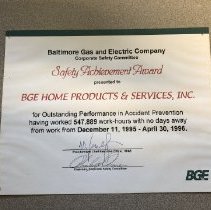 Baltimore Gas and Electric Company
Corporate Safety Committee
Safety Achievement Award
presented to
BGE HOME PRODUCTS & SERVICES, INC.
for Outstanding Performance in Accident Prevention
having worked 547,889 work-hours with no days away
from work from December 11, 1995 - April 30, 1996.
BGE